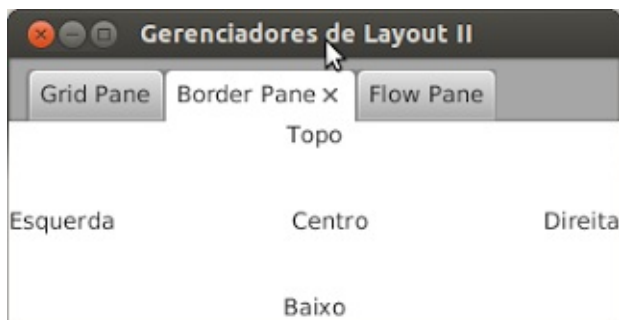 Gerenciadores de Layout II
Grid Pane Border Pane × Flow Pane
Topo
Esquerda Centro Direita
Baixo